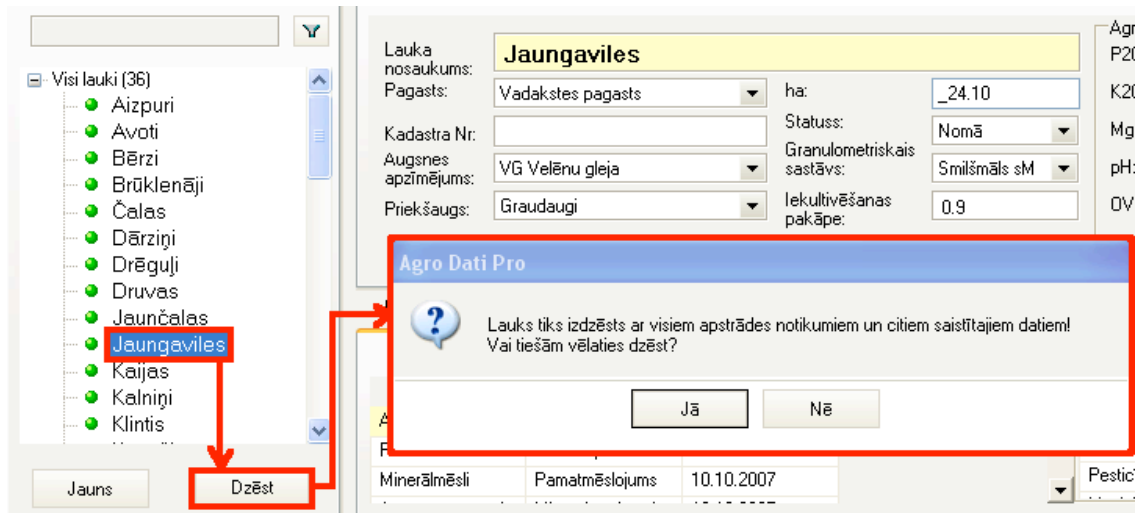 Visi lauki (36)
Aizpuri
Avoti
Bērzi
Brūklenāji
Čalas
Dārziņi
Drēguļi
Druvas
Jaunčalas
Jaungaviles
Kaijas
Kalniņi
Klintis
Jauns
Dzēst
Lauka
nosaukums:
Jaungaviles
Pagasts:
Vadakstes pagasts
Kadastra Nr:
Augsnes
apzīmējums:
VG Velēnu gleja
Priekšaugs:
Graudaugi
ha:
_24.10
Statuss:
Nomā
Granulometriskais
sastāvs:
Smilšmāls sM
Iekultivēšanas
pakāpe:
0.9
Mg
pH:
Agro Dati Pro
Lauks tiks izdzēsts ar visiem apstrādes notikumiem un citiem saistītajiem datiem!
Vai tiešām vēlaties dzēst?
Jā
Nē
Minerālmēsli
Pamatmēslojums
10.10.2007